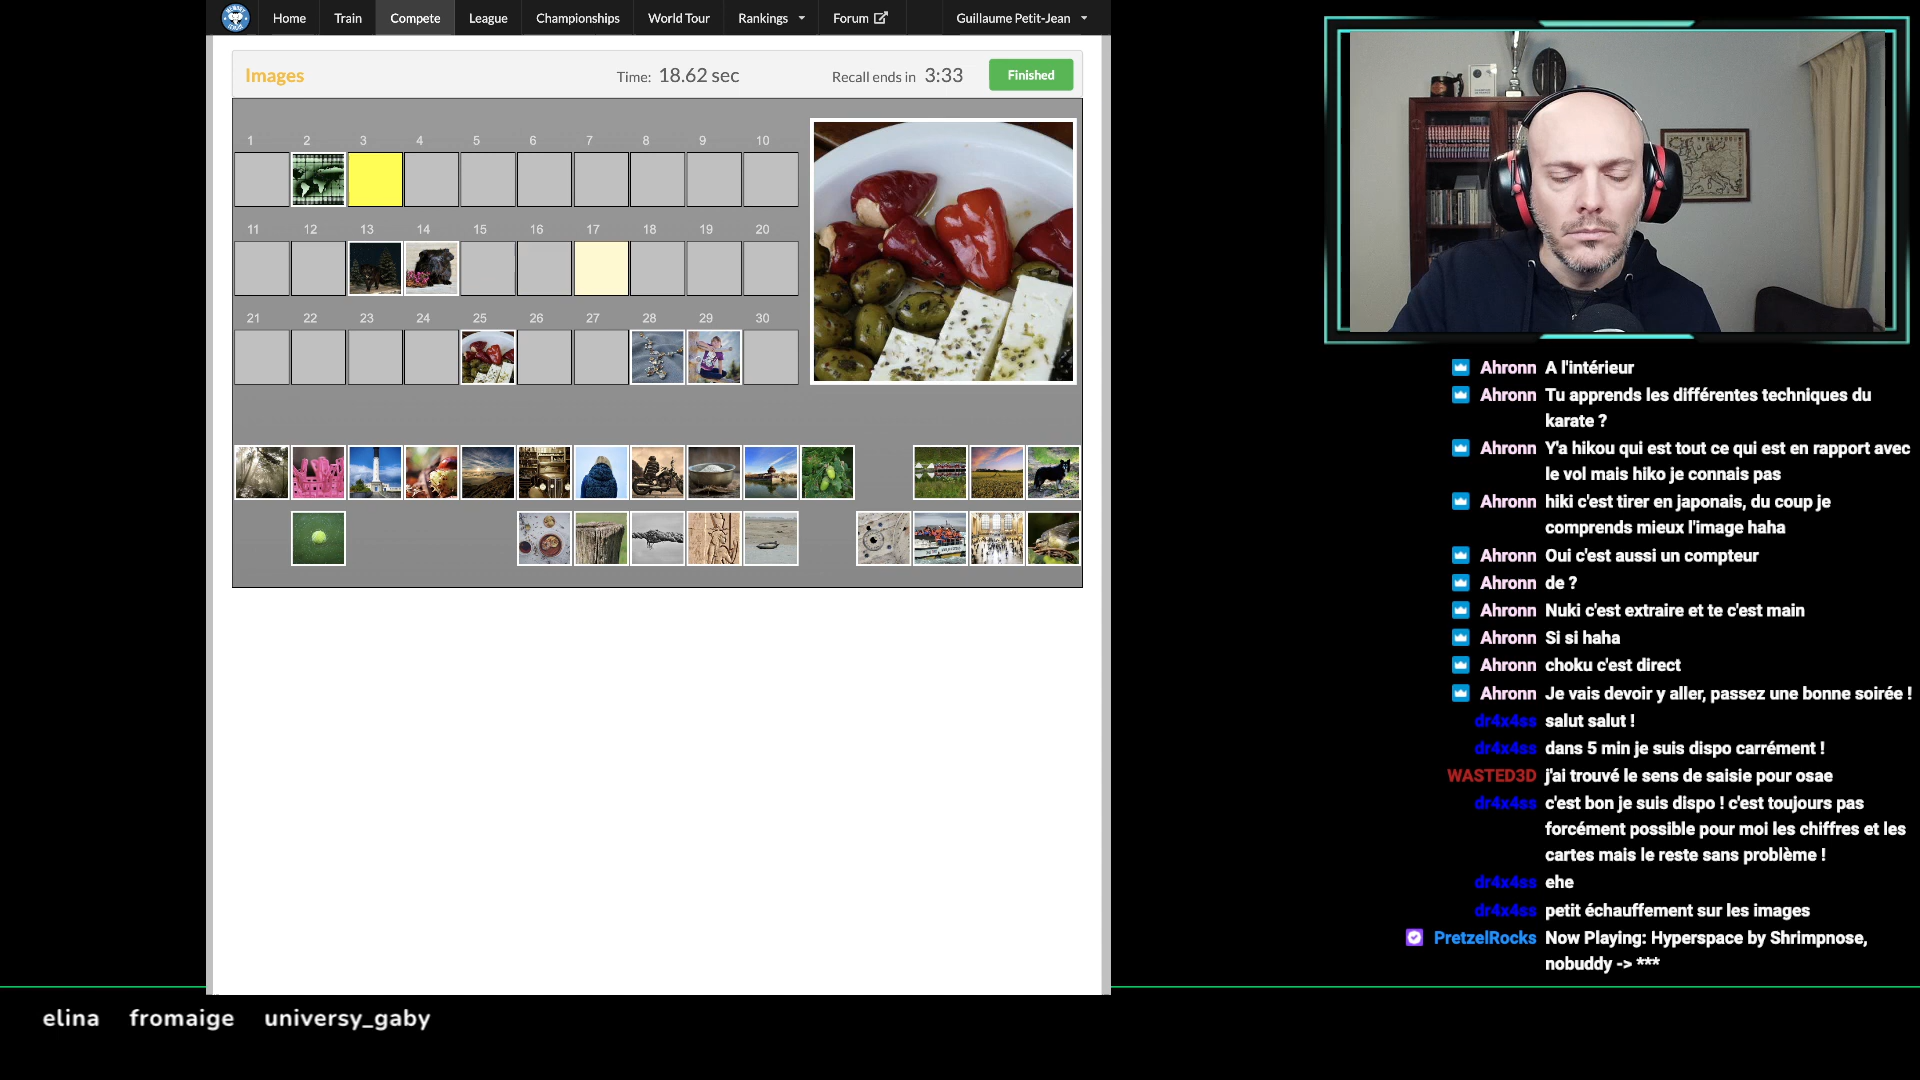 Home Train Compete League Championships World Tour Rankings Forum Guillaume Petit-Jean
Images Time: 18.62 sec Recall ends in 3:33 Finished
1 2 3 4 5 6 7 8 9 10
11 12 13 14 15 16 17 18 19 20
21 22 23 24 25 26 27 28 29 30
Ahronn A l'intérieur
Ahronn Tu apprends les différentes techniques du
karate ?
Ahronn Y'a hikou qui est tout ce qui est en rapport avec
le vol mais hiko je connais pas
Ahronn hiki c'est tirer en japonais, du coup je
comprends mieux l'image haha
Ahronn Oui c'est aussi un compteur
Ahronn de ?
Ahronn Nuki c'est extraire et te c'est main
Ahronn Si si haha
Ahronn choku c'est direct
Ahronn Je vais devoir y aller, passez une bonne soirée !
dr4x4ss salut salut !
dr4x4ss dans 5 min je suis dispo carrément !
WASTED3D j'ai trouvé le sens de saisie pour osae
dr4x4ss c'est bon je suis dispo ! c'est toujours pas
forcément possible pour moi les chiffres et les
cartes mais le reste sans problème !
dr4x4ss ehe
dr4x4ss petit échauffement sur les images
PretzelRocks Now Playing: Hyperspace by Shrimpnose,
nobuddy -> ***
elina fromaige universy_gaby